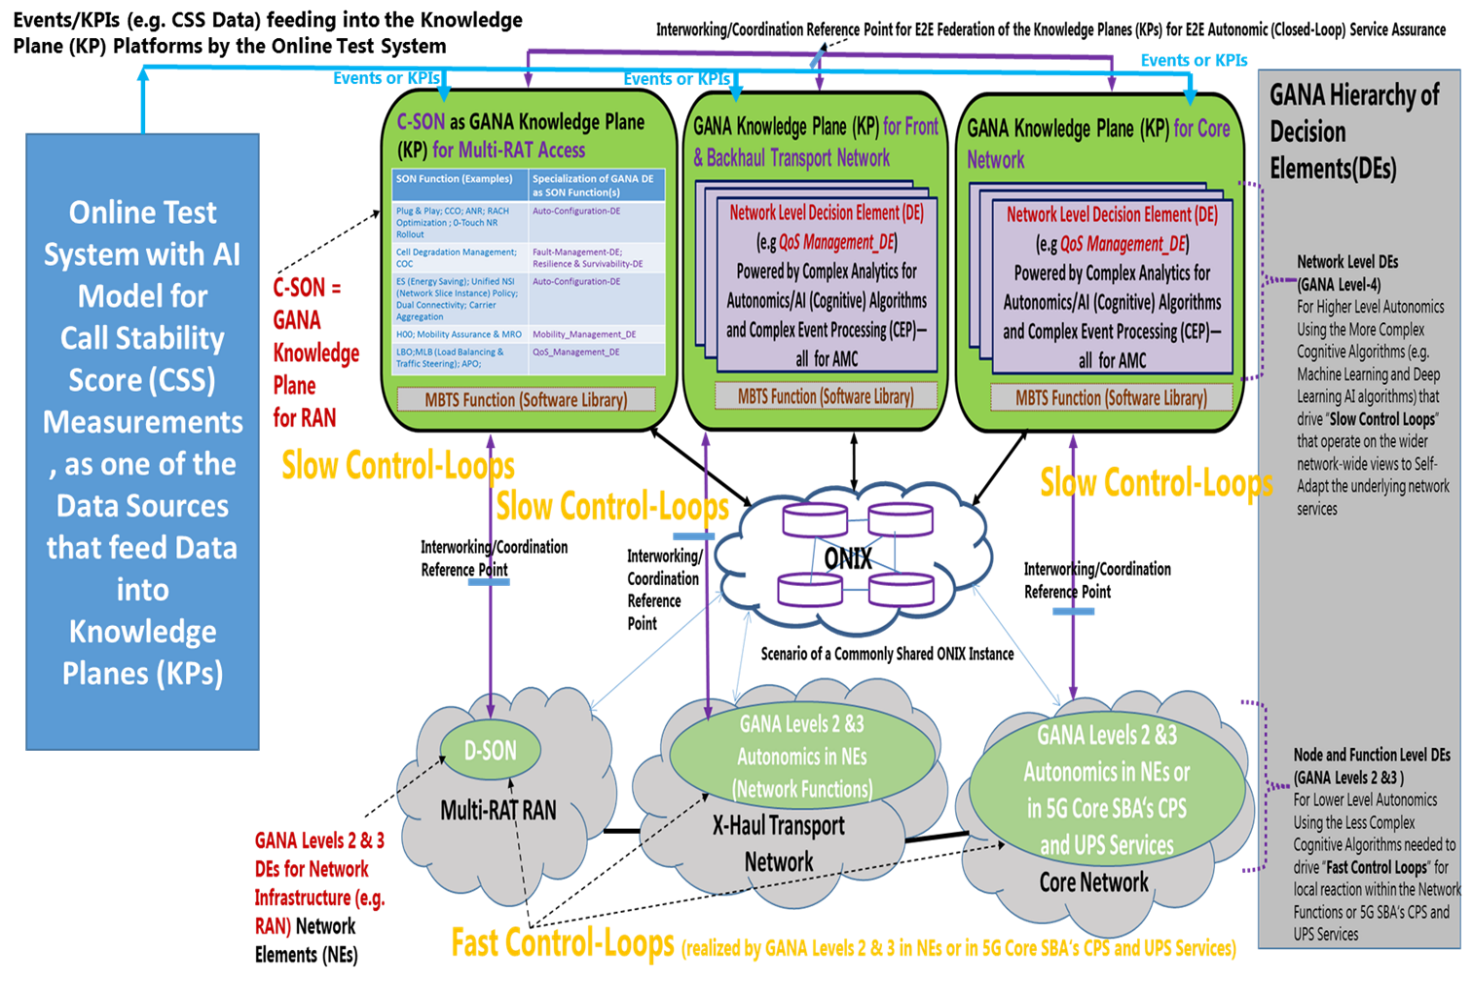 Events/KPIs (e.g. CSS Data) feeding into the Knowledge
Plane (KP) Platforms by the Online Test System
Interworking/Coordination Reference Point for E2E Federation of the Knowledge Planes (KPs) for E2E Autonomic (Closed-Loop) Service Assurance
Events or KPIs
Events or KPIs
Events or KPIs
Online Test
System with AI
Model for
Call Stability
Score (CSS)
Measurements
, as one of the
Data Sources
that feed Data
into
Knowledge
Planes (KPs)
C-SON as GANA Knowledge Plane
(KP) for Multi-RAT Access
SON Function (Examples)
Specialization of GANA DE
as SON Function(s)
Plug & Play; CCO; ANR; RACH
Optimization ; 0-Touch NR
Rollout
Auto-Configuration-DE
Cell Degradation Management;
COC
Fault-Management-DE;
Resilience & Survivability-DE
ES (Energy Saving); Unified NSI
(Network Slice Instance) Policy;
Dual Connectivity; Carrier
Aggregation
Auto-Configuration-DE
H00; Mobility Assurance & MRO
Mobility_Management_DE
LBO;MLB (Load Balancing &
Traffic Steering); APO;
QoS_Management_DE
MBTS Function (Software Library)
C-SON =
GANA
Knowledge
Plane
for RAN
GANA Knowledge Plane (KP) for Front
& Backhaul Transport Network
Network Level Decision Element (DE)
(e.g QoS Management_DE)
Powered by Complex Analytics for
Autonomics/AI (Cognitive) Algorithms
and Complex Event Processing (CEP)—
all for AMC
MBTS Function (Software Library)
GANA Knowledge Plane (KP) for Core
Network
Network Level Decision Element (DE)
(e.g QoS Management_DE)
Powered by Complex Analytics for
Autonomics/AI (Cognitive) Algorithms
and Complex Event Processing (CEP)—
all for AMC
MBTS Function (Software Library)
GANA Hierarchy of
Decision
Elements(DEs)
Network Level DEs
(GANA Level-4)
For Higher Level Autonomics
Using the More Complex
Cognitive Algorithms (e.g.
Machine Learning and Deep
Learning AI algorithms) that
drive "Slow Control Loops"
that operate on the wider
network-wide views to Self-
Adapt the underlying network
services
Slow Control-Loops
Slow Control-Loops
Slow Control-Loops
Interworking/Coordination
Reference Point
Interworking/
Coordination
Reference
Point
ONIX
Interworking/Coordination
Reference Point
Scenario of a Commonly Shared ONIX Instance
D-SON
Multi-RAT RAN
GANA Levels 2 &3
Autonomics in NEs
(Network Functions)
X-Haul Transport
Network
GANA Levels 2 &3
Autonomics in NEs or
in 5G Core SBA's CPS
and UPS Services
Core Network
Node and Function Level DEs
(GANA Levels 2 &3 )
For Lower Level Autonomics
Using the Less Complex
Cognitive Algorithms needed to
drive "Fast Control Loops" for
local reaction within the Network
Functions or 5G SBA's CPS and
UPS Services
GANA Levels 2 & 3
DEs for Network
Infrastructure (e.g.
RAN) Network
Elements (NEs)
Fast Control-Loops (realized by GANA Levels 2 & 3 in NEs or in 5G Core SBA's CPS and UPS Services)